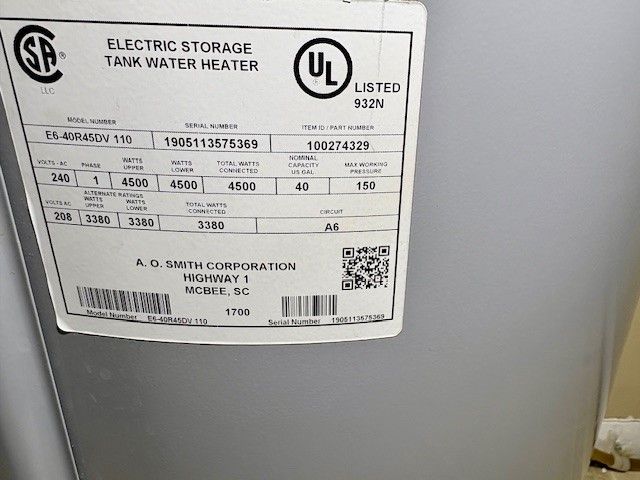 SA
LLC
ELECTRIC STORAGE
TANK WATER HEATER
UL
LISTED
932N
MODEL NUMBER SERIAL NUMBER ITEM ID / PART NUMBER
E6-40R45DV 110 1905113575369 100274329
VOLTS - AC PHASE WATTS UPPER WATTS LOWER TOTAL WATTS CONNECTED NOMINAL CAPACITY US GAL MAX WORKING PRESSURE
240 1 4500 4500 4500 40 150
ALTERNATE RATINGS
VOLTS AC WATTS UPPER WATTS LOWER TOTAL WATTS CONNECTED CIRCUIT
208 3380 3380 3380 A6
A. O. SMITH CORPORATION
HIGHWAY 1
MCBEE, SC
1700
Model Number E6-40R45DV 110 Serial Number 1905113575369